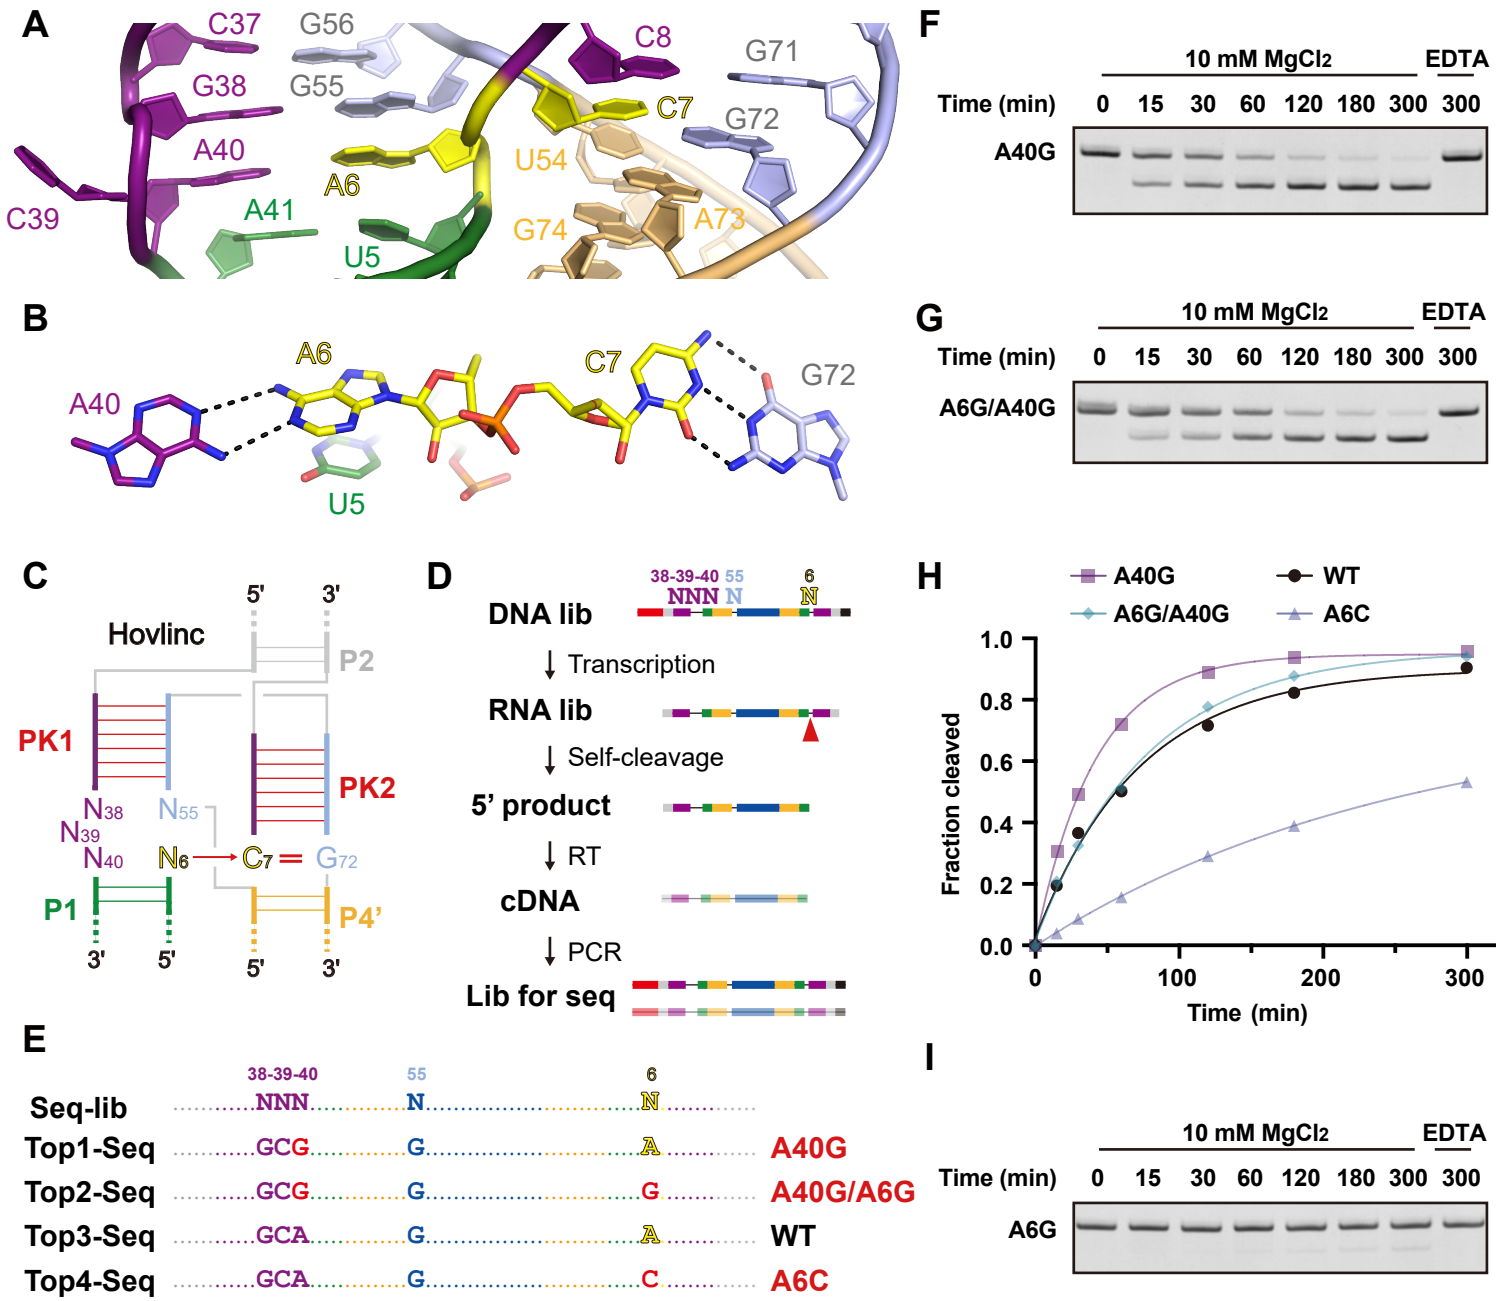 A
C37
G56
C8
G71
G38
G55
C7
G72
A40
A6
U54
C39
A41
U5
G74
A73
B
A6
C7
G72
A40
U5
C
5' 3'
Hovlinc
P2
PK1
PK2
N38 N55
N39
N40 N6 C7 G72
P1
P4’
3' 5' 5' 3'
D
38-39-40 55 6
NNN N N
DNA lib
Transcription
RNA lib
Self-cleavage
5’ product
RT
cDNA
PCR
Lib for seq
E
38-39-40 55 6
Seq-lib NNN N N
Top1-Seq GCG G A A40G
Top2-Seq GCG G G A40G/A6G
Top3-Seq GCA G A WT
Top4-Seq GCA G C A6C
F
10 mM MgCl2 EDTA
Time (min) 0 15 30 60 120 180 300 300
A40G
G
10 mM MgCl2 EDTA
Time (min) 0 15 30 60 120 180 300 300
A6G/A40G
H
A40G WT
A6G/A40G A6C
Fraction cleaved
1.0
0.8
0.6
0.4
0.2
0.0
0 100 200 300
Time (min)
I
10 mM MgCl2 EDTA
Time (min) 0 15 30 60 120 180 300 300
A6G